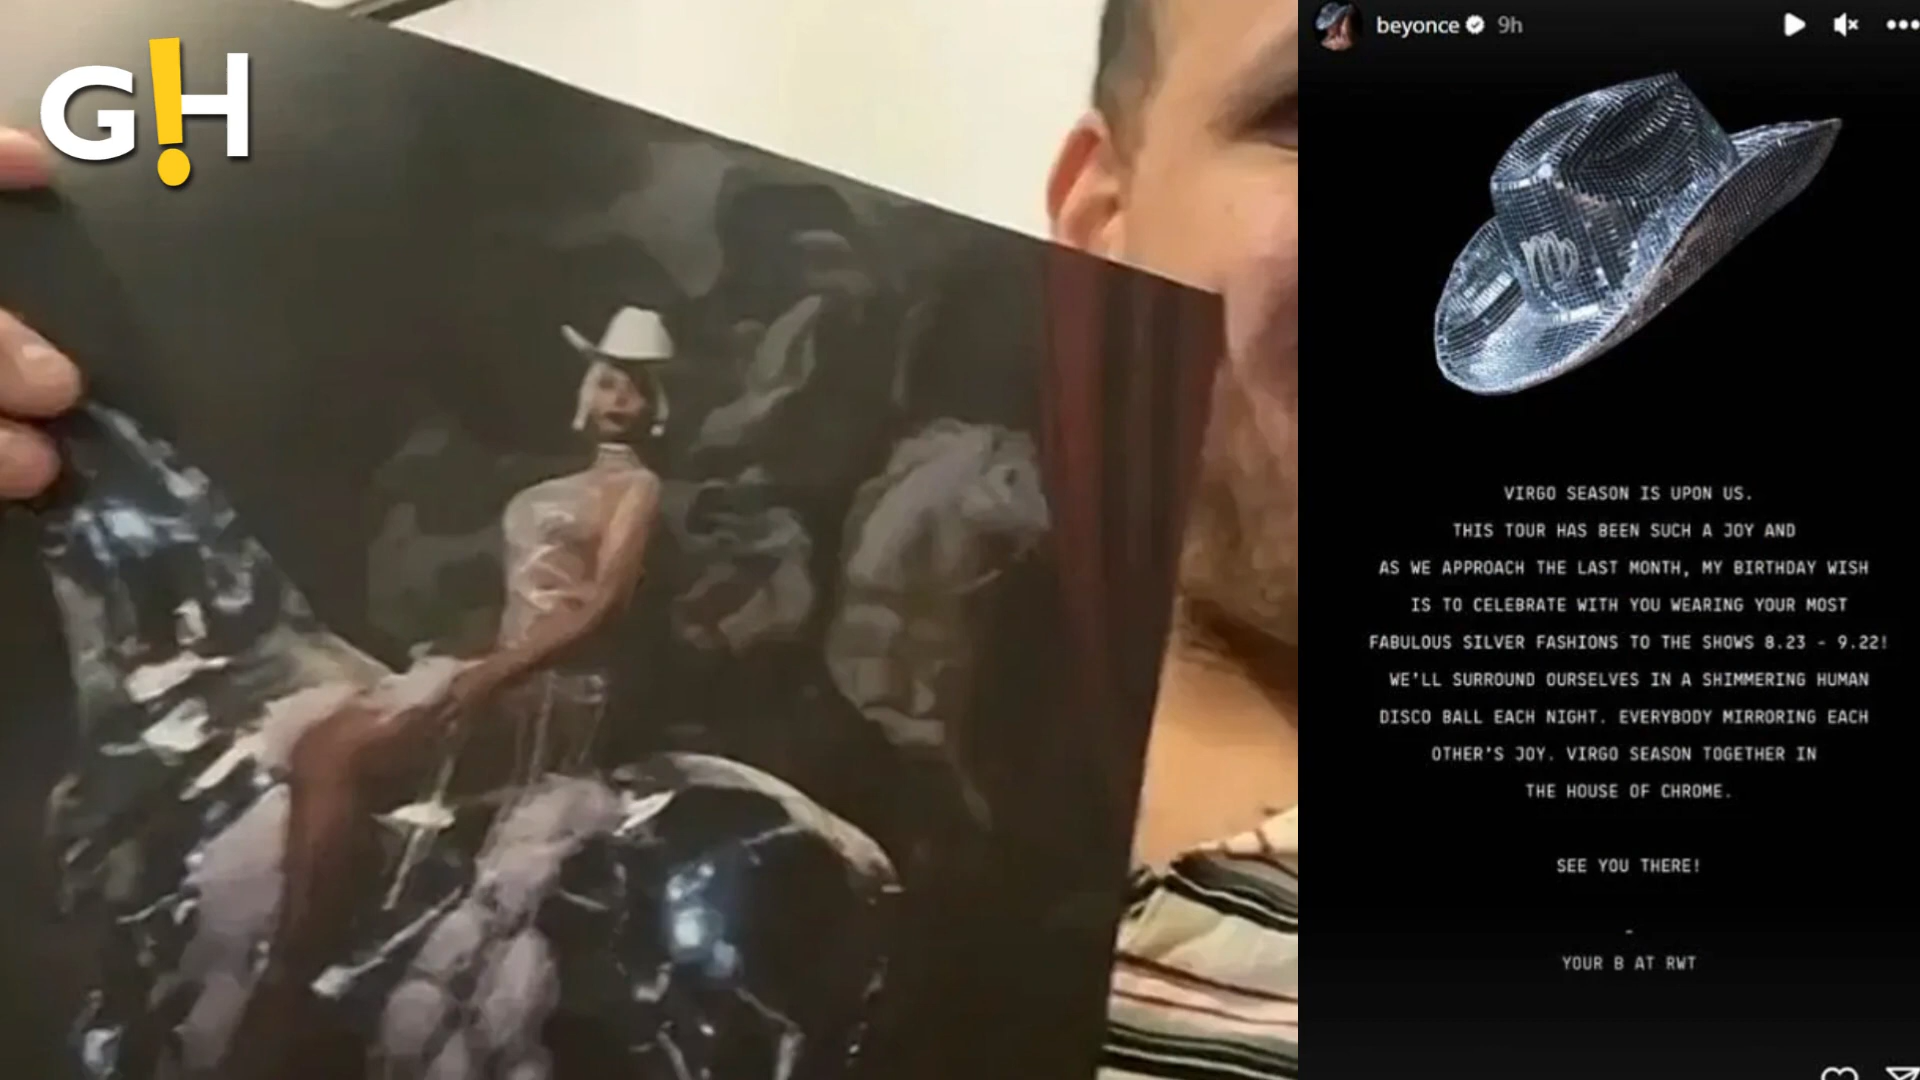 G!H
beyonce 9h
♍
VIRGO SEASON IS UPON US.
THIS TOUR HAS BEEN SUCH A JOY AND
AS WE APPROACH THE LAST MONTH, MY BIRTHDAY WISH
IS TO CELEBRATE WITH YOU WEARING YOUR MOST
FABULOUS SILVER FASHIONS TO THE SHOWS 8.23 - 9.22!
WE'LL SURROUND OURSELVES IN A SHIMMERING HUMAN
DISCO BALL EACH NIGHT. EVERYBODY MIRRORING EACH
OTHER'S JOY. VIRGO SEASON TOGETHER IN
THE HOUSE OF CHROME.
SEE YOU THERE!
-
YOUR B AT RWT